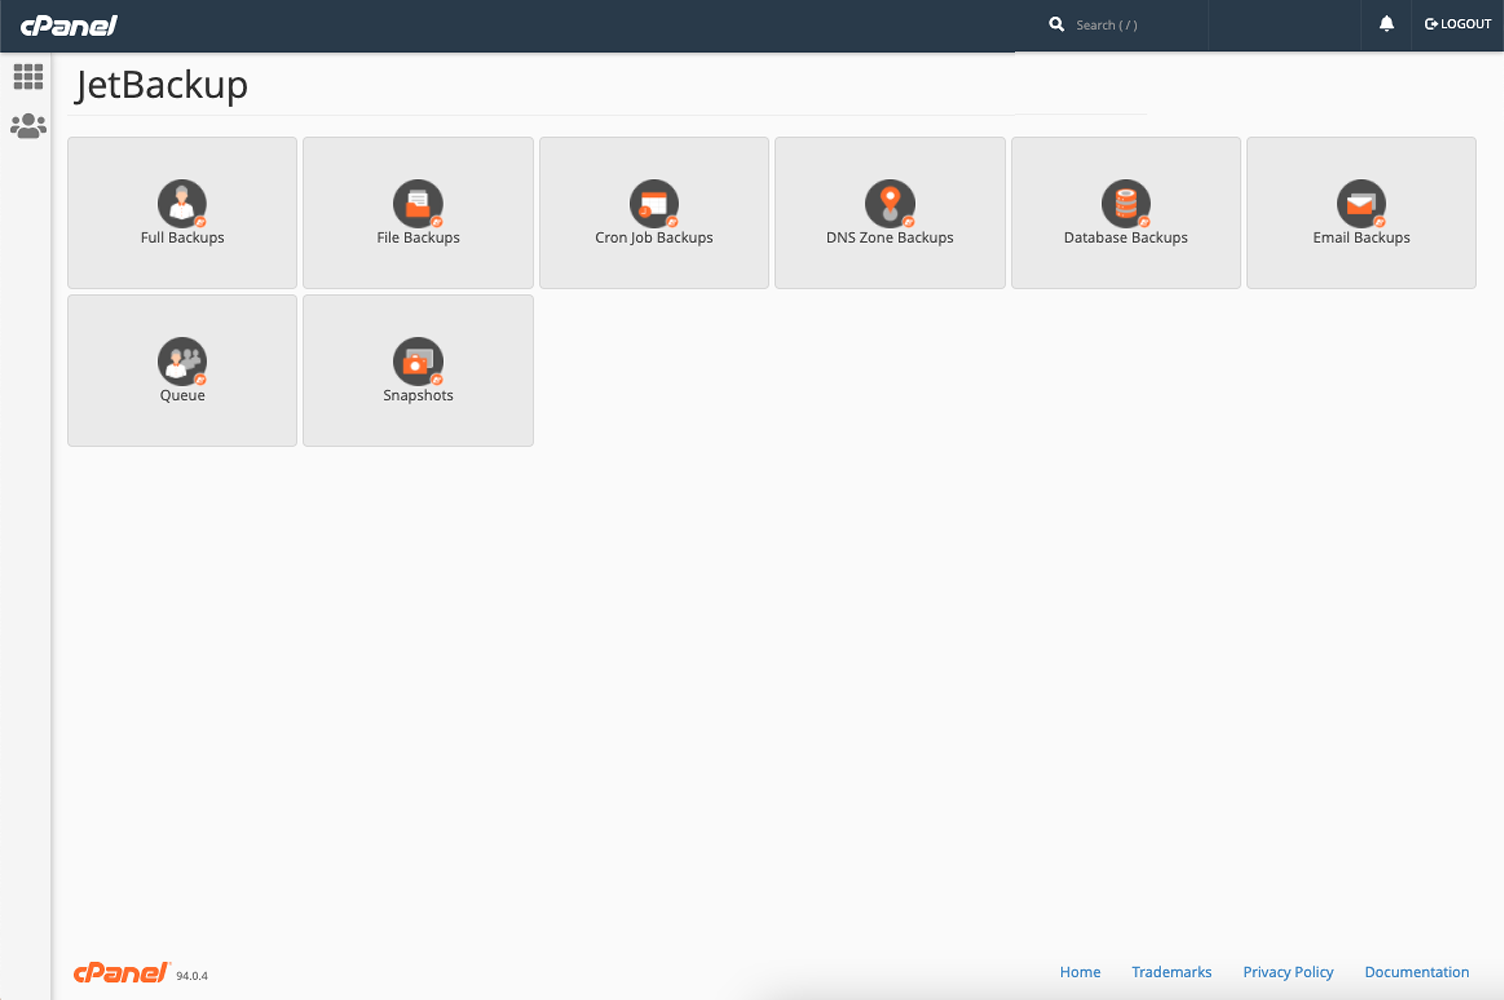 cPanel
Search ( / )
LOGOUT
JetBackup
Full Backups
File Backups
Cron Job Backups
DNS Zone Backups
Database Backups
Email Backups
Queue
Snapshots
cPanel 94.0.4
Home
Trademarks
Privacy Policy
Documentation